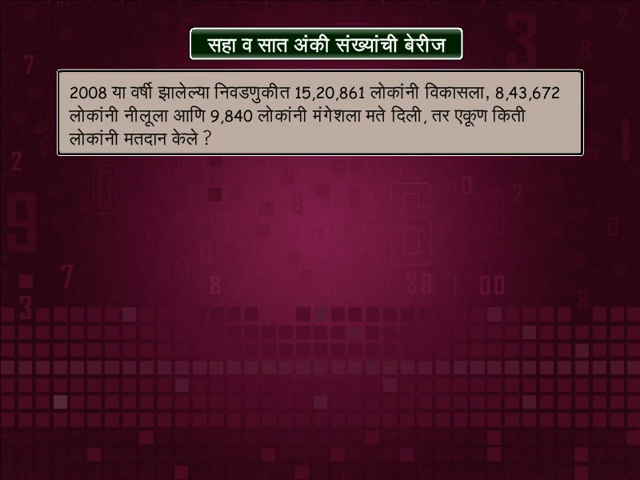 सहा व सात अंकी संख्यांची बेरीज
2008 या वर्षी झालेल्या निवडणुकीत 15,20,861 लोकांनी विकासला, 8,43,672
लोकांनी नीलूला आणि 9,840 लोकांनी मंगेशला मते दिली, तर एकूण किती
लोकांनी मतदान केले ?